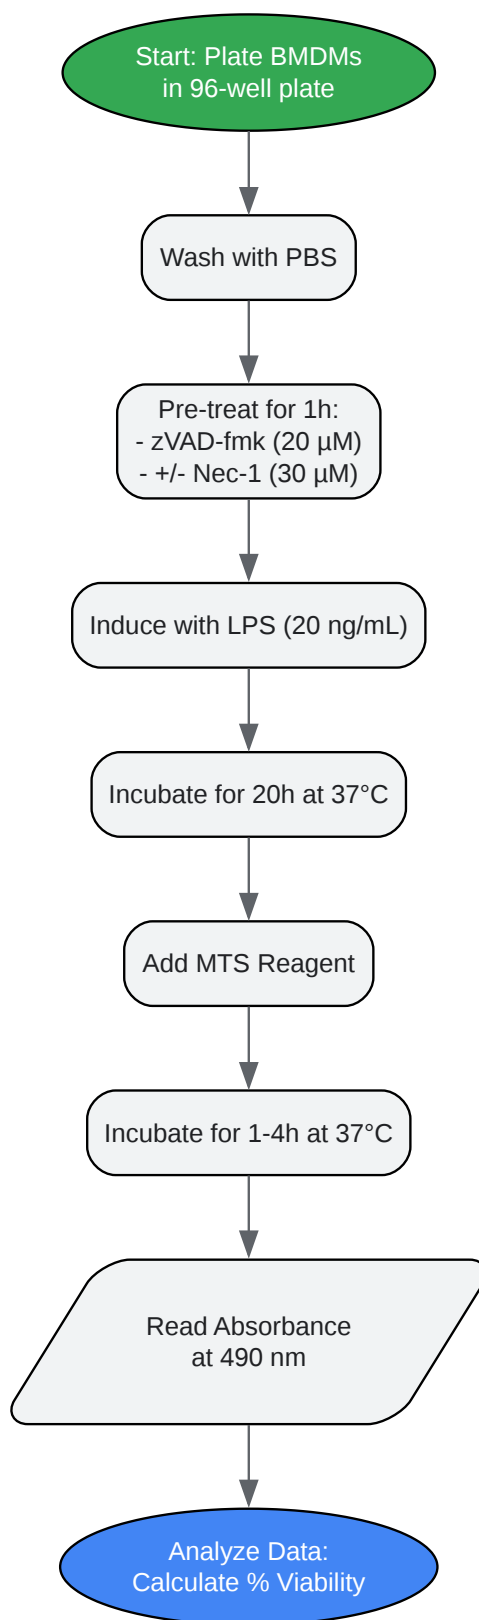 Start: Plate BMDMs
in 96-well plate
Wash with PBS
Pre-treat for 1h:
- zVAD-fmk (20 µM)
- +/- Nec-1 (30 µM)
Induce with LPS (20 ng/mL)
Incubate for 20h at 37°C
Add MTS Reagent
Incubate for 1-4h at 37°C
Read Absorbance
at 490 nm
Analyze Data:
Calculate % Viability